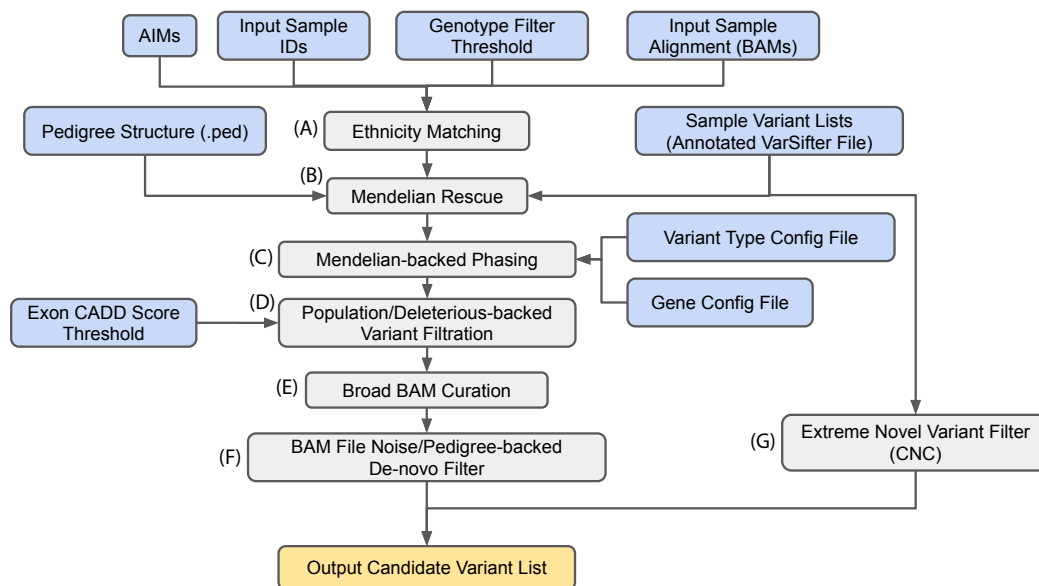 AIMs
Input Sample
IDs
Genotype Filter
Threshold
Input Sample
Alignment (BAMs)
Pedigree Structure (.ped)
(A)
Ethnicity Matching
Sample Variant Lists
(Annotated VarSifter File)
(B)
Mendelian Rescue
(C)
Mendelian-backed Phasing
Variant Type Config File
Gene Config File
Exon CADD Score
Threshold
(D)
Population/Deleterious-backed
Variant Filtration
(E)
Broad BAM Curation
(F)
BAM File Noise/Pedigree-backed
De-novo Filter
(G)
Extreme Novel Variant Filter
(CNC)
Output Candidate Variant List